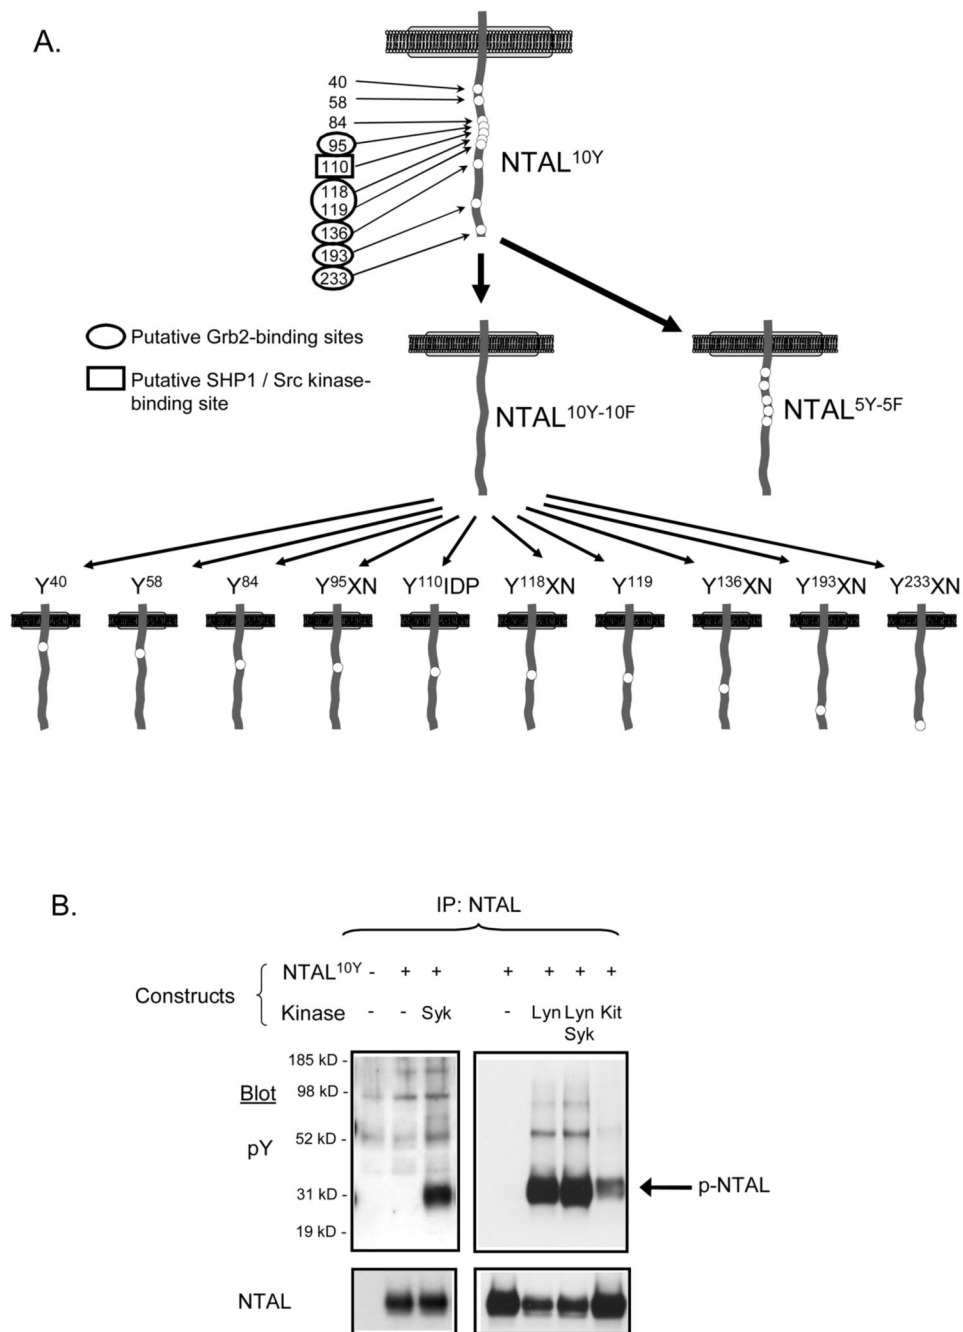 A.
40
58
84
95
110
118
119
136
193
233
NTAL10Y
Putative Grb2-binding sites
Putative SHP1 / Src kinase-
binding site
NTAL10Y-10F
NTAL5Y-5F
Y40 Y58 Y84 Y95XN Y110IDP Y118XN Y119 Y136XN Y193XN Y233XN
B.
IP: NTAL
Constructs
NTAL10Y - + + + + + +
Kinase - - Syk - Lyn Lyn Kit
Syk
185 kD -
Blot 98 kD -
pY 52 kD -
31 kD - p-NTAL
19 kD -
NTAL